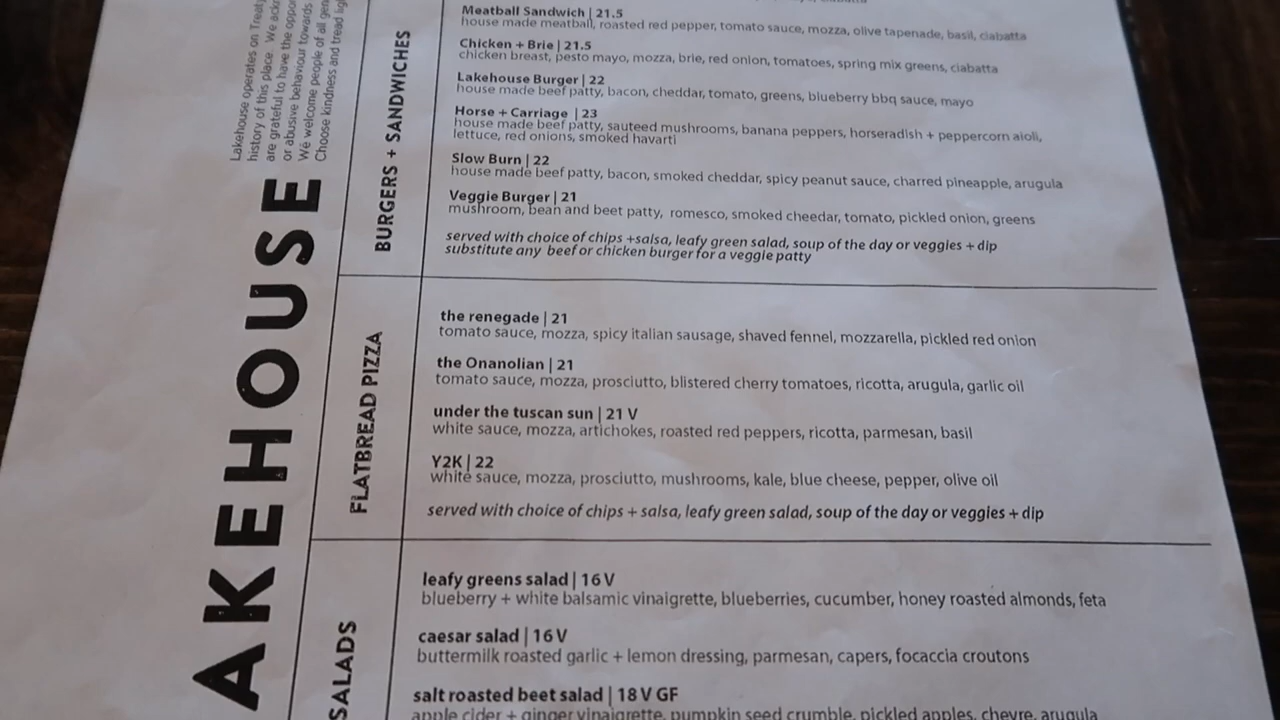 Lakehouse operates on Treaty
history of this place. We
are grateful to have the
or abusive behaviour towards
We welcome people of all
Choose kindness and tread
AKEHOUSE
BURGERS + SANDWICHES
Meatball Sandwich | 21.5
house made meatball, roasted red pepper, tomato sauce, mozza, olive tapenade, basil, ciabatta
Chicken + Brie | 21.5
chicken breast, pesto mayo, mozza, brie, red onion, tomatoes, spring mix greens, ciabatta
Lakehouse Burger | 22
house made beef patty, bacon, cheddar, tomato, greens, blueberry bbq sauce, mayo
Horse + Carriage | 23
house made beef patty, sauteed mushrooms, banana peppers, horseradish + peppercorn aioli,
lettuce, red onions, smoked havarti
Slow Burn | 22
house made beef patty, bacon, smoked cheddar, spicy peanut sauce, charred pineapple, arugula
Veggie Burger | 21
mushroom, bean and beet patty, romesco, smoked cheedar, tomato, pickled onion, greens
served with choice of chips +salsa, leafy green salad, soup of the day or veggies + dip
substitute any beef or chicken burger for a veggie patty
FLATBREAD PIZZA
the renegade | 21
tomato sauce, mozza, spicy italian sausage, shaved fennel, mozzarella, pickled red onion
the Onanolian | 21
tomato sauce, mozza, prosciutto, blistered cherry tomatoes, ricotta, arugula, garlic oil
under the tuscan sun | 21 V
white sauce, mozza, artichokes, roasted red peppers, ricotta, parmesan, basil
Y2K | 22
white sauce, mozza, prosciutto, mushrooms, kale, blue cheese, pepper, olive oil
served with choice of chips + salsa, leafy green salad, soup of the day or veggies + dip
SALADS
leafy greens salad | 16 V
blueberry + white balsamic vinaigrette, blueberries, cucumber, honey roasted almonds, feta
caesar salad | 16 V
buttermilk roasted garlic + lemon dressing, parmesan, capers, focaccia croutons
salt roasted beet salad | 18 V GF
apple cider + ginger vinaigrette, pumpkin seed crumble, pickled apples, chevre, arugula